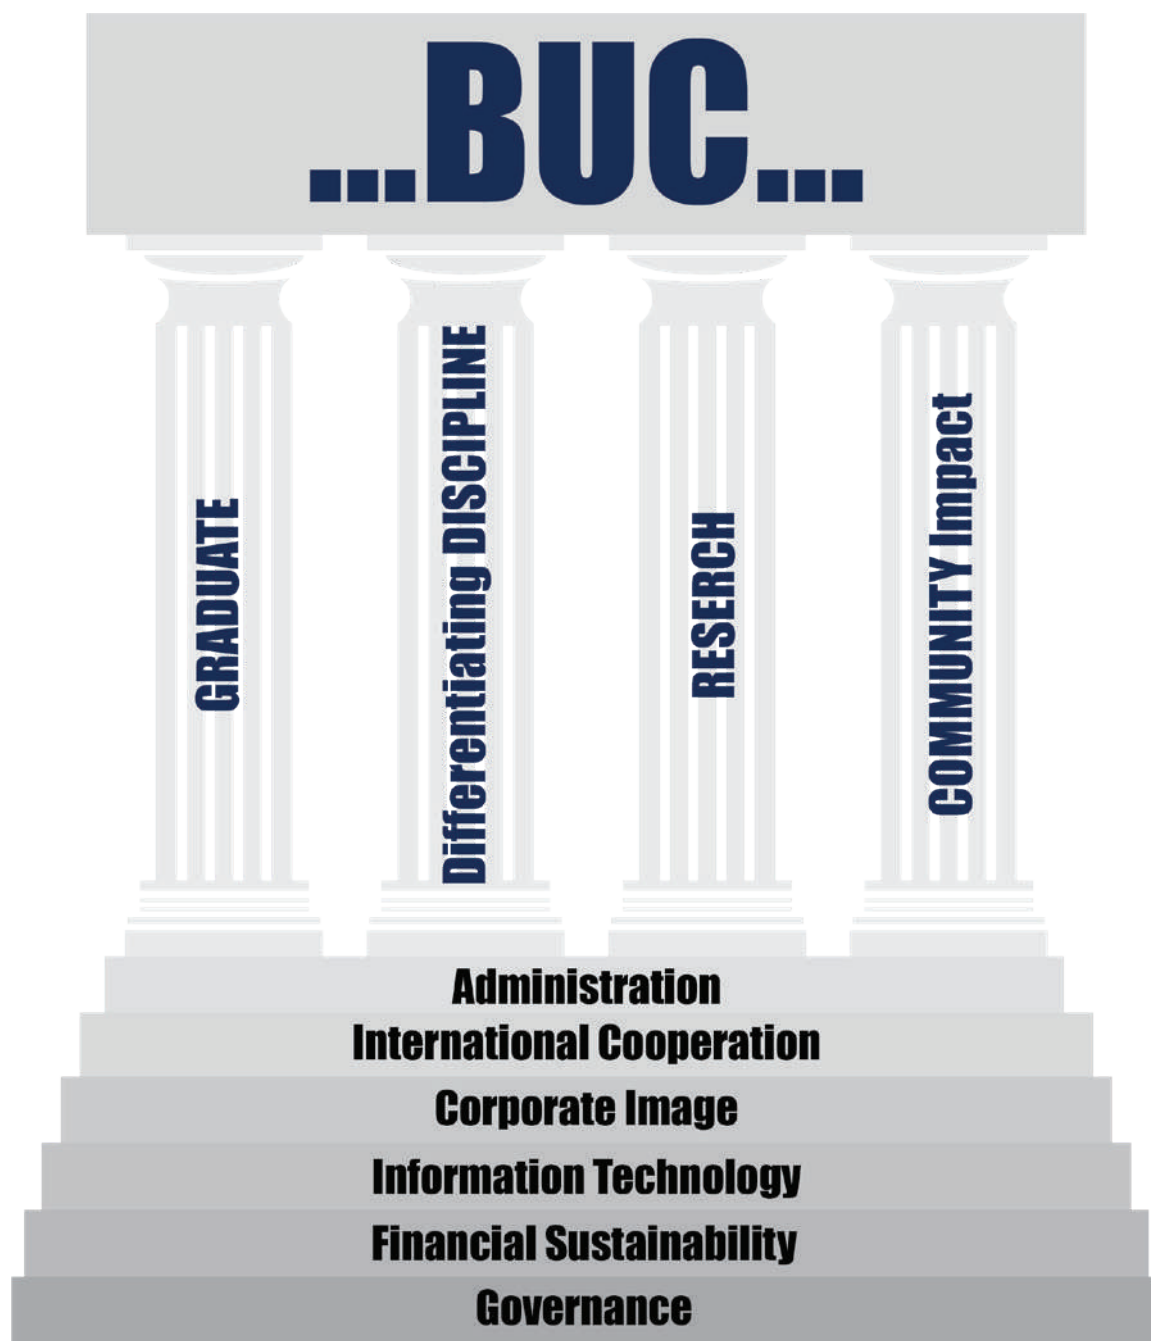 ...BUC...
GRADUATE
Differentiating DISCIPLINE
RESERCH
COMMUNITY Impact
Administration
International Cooperation
Corporate Image
Information Technology
Financial Sustainability
Governance